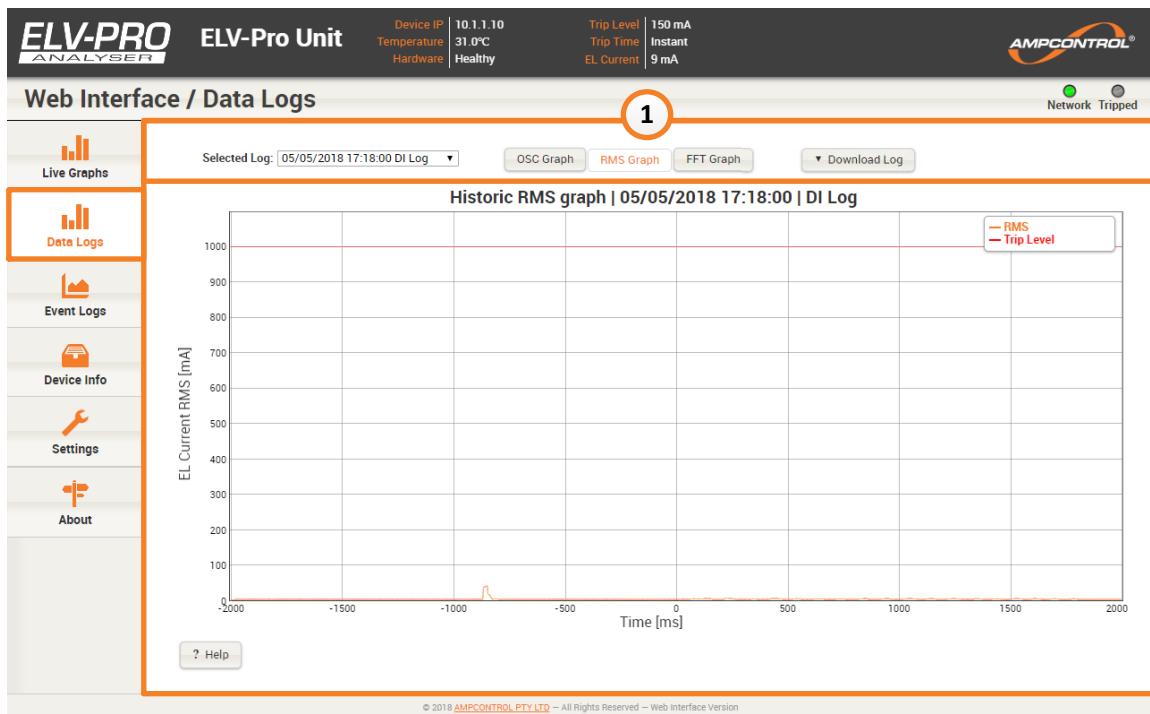 ELV-PRO
ANALYSER
ELV-Pro Unit
Device IP 10.1.1.10
Temperature 31.0ºC
Hardware Healthy
Trip Level 150 mA
Trip Time Instant
EL Current 9 mA
AMPCONTROL®
Web Interface / Data Logs
Network Tripped
1
Live Graphs
Data Logs
Event Logs
Device Info
Settings
About
Selected Log: 05/05/2018 17:18:00 DI Log ▼
OSC Graph RMS Graph FFT Graph ▼ Download Log
Historic RMS graph | 05/05/2018 17:18:00 | DI Log
RMS
Trip Level
EL Current RMS [mA]
1000
900
800
700
600
500
400
300
200
100
0
-2000 -1500 -1000 -500 0 500 1000 1500 2000
Time [ms]
? Help
© 2018 AMPCONTROL PTY LTD – All Rights Reserved – Web Interface Version